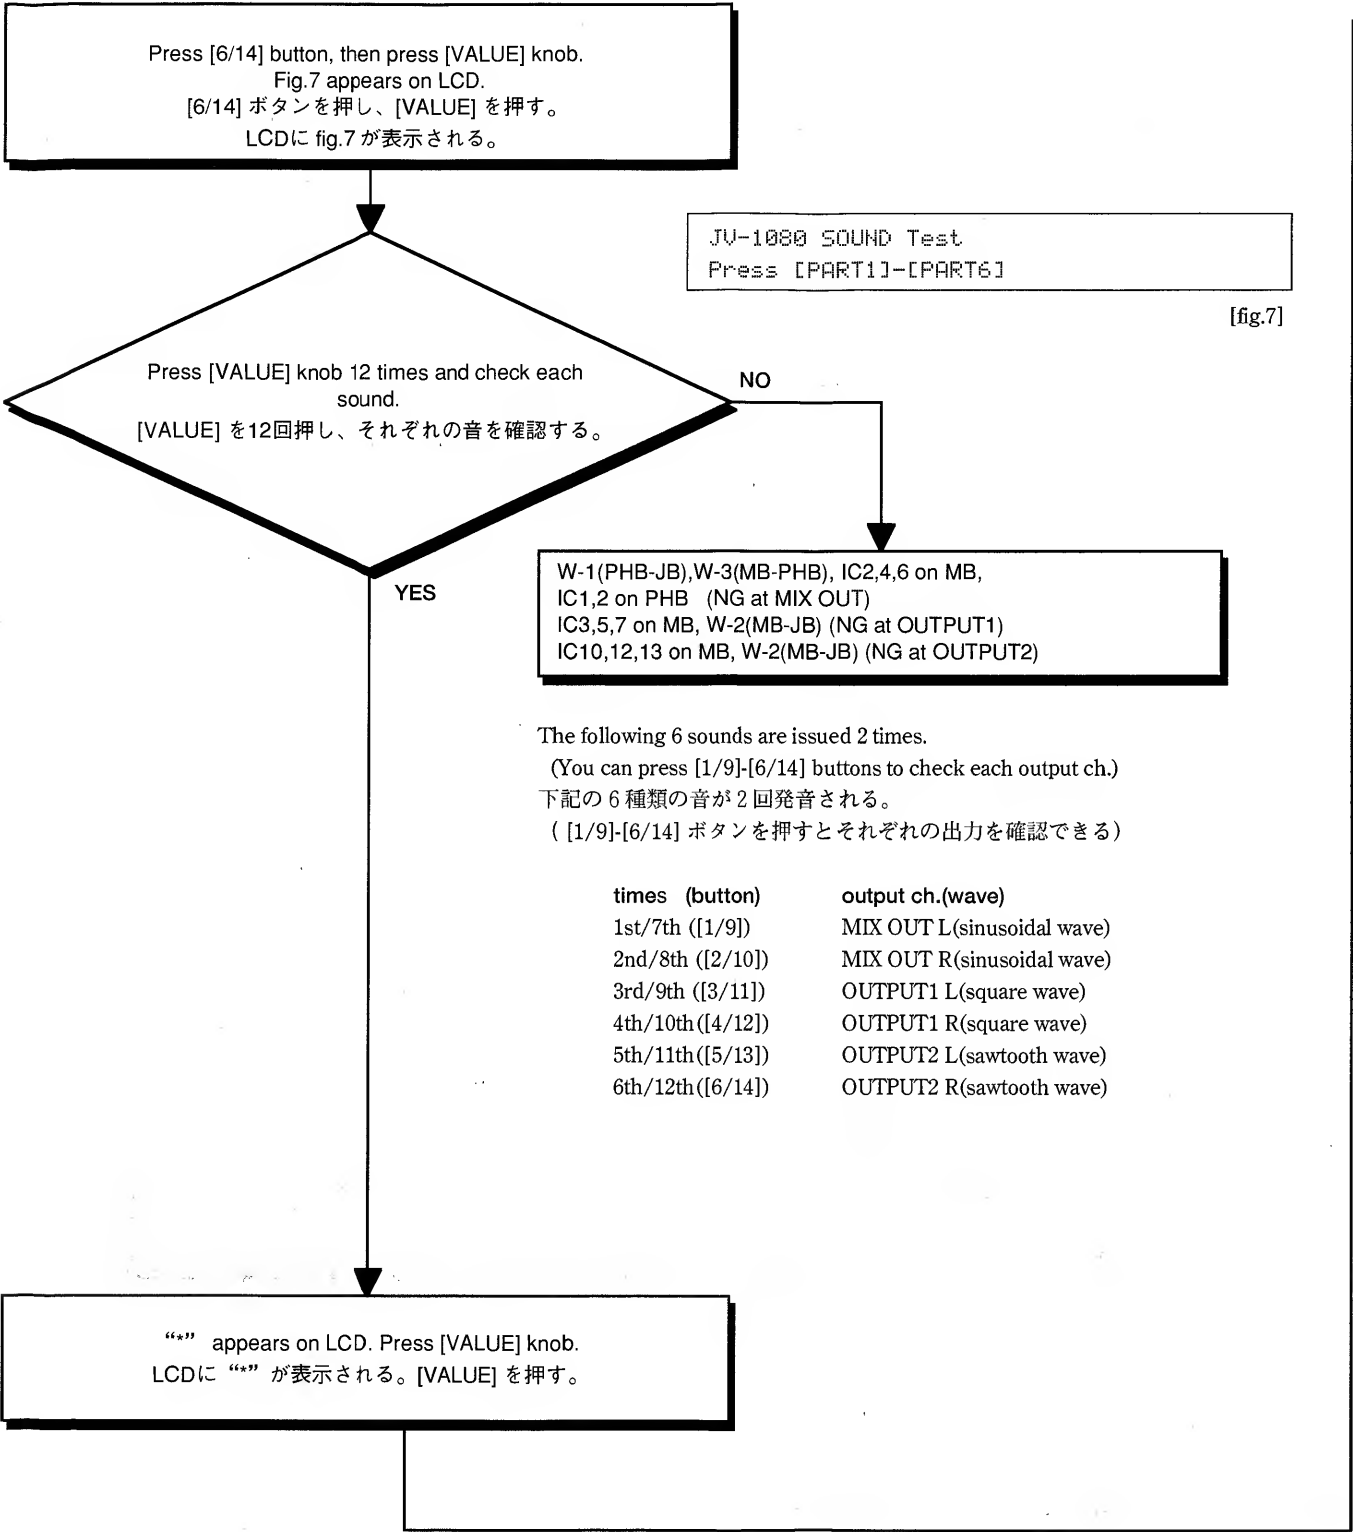 Press [6/14] button, then press [VALUE] knob.
Fig.7 appears on LCD.
[6/14] ボタンを押し、[VALUE] を押す。
LCDに fig.7 が表示される。
JV-1080 SOUND Test
Press [PART1]-[PART6]
[fig.7]
Press [VALUE] knob 12 times and check each
sound.
[VALUE] を12回押し、それぞれの音を確認する。
NO
YES
W-1(PHB-JB),W-3(MB-PHB), IC2,4,6 on MB,
IC1,2 on PHB (NG at MIX OUT)
IC3,5,7 on MB, W-2(MB-JB) (NG at OUTPUT1)
IC10,12,13 on MB, W-2(MB-JB) (NG at OUTPUT2)
The following 6 sounds are issued 2 times.
(You can press [1/9]-[6/14] buttons to check each output ch.)
下記の 6 種類の音が 2 回発音される。
( [1/9]-[6/14] ボタンを押すとそれぞれの出力を確認できる)
times (button) output ch.(wave)
1st/7th ([1/9]) MIX OUT L(sinusoidal wave)
2nd/8th ([2/10]) MIX OUT R(sinusoidal wave)
3rd/9th ([3/11]) OUTPUT1 L(square wave)
4th/10th([4/12]) OUTPUT1 R(square wave)
5th/11th([5/13]) OUTPUT2 L(sawtooth wave)
6th/12th([6/14]) OUTPUT2 R(sawtooth wave)
“*” appears on LCD. Press [VALUE] knob.
LCDに “*” が表示される。[VALUE] を押す。